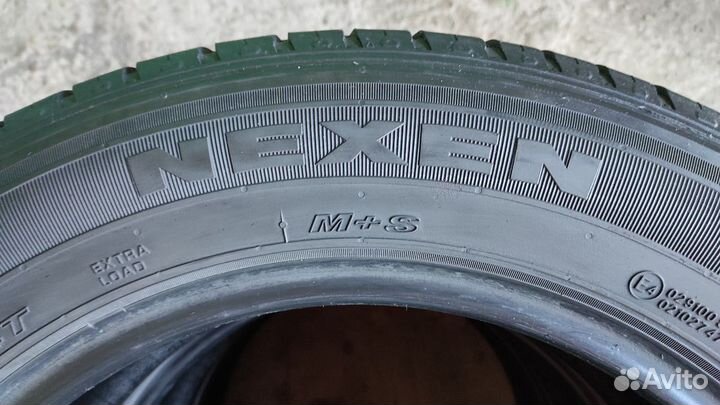 NEXEN
M+S
EXTRA
LOAD
E4
Avito